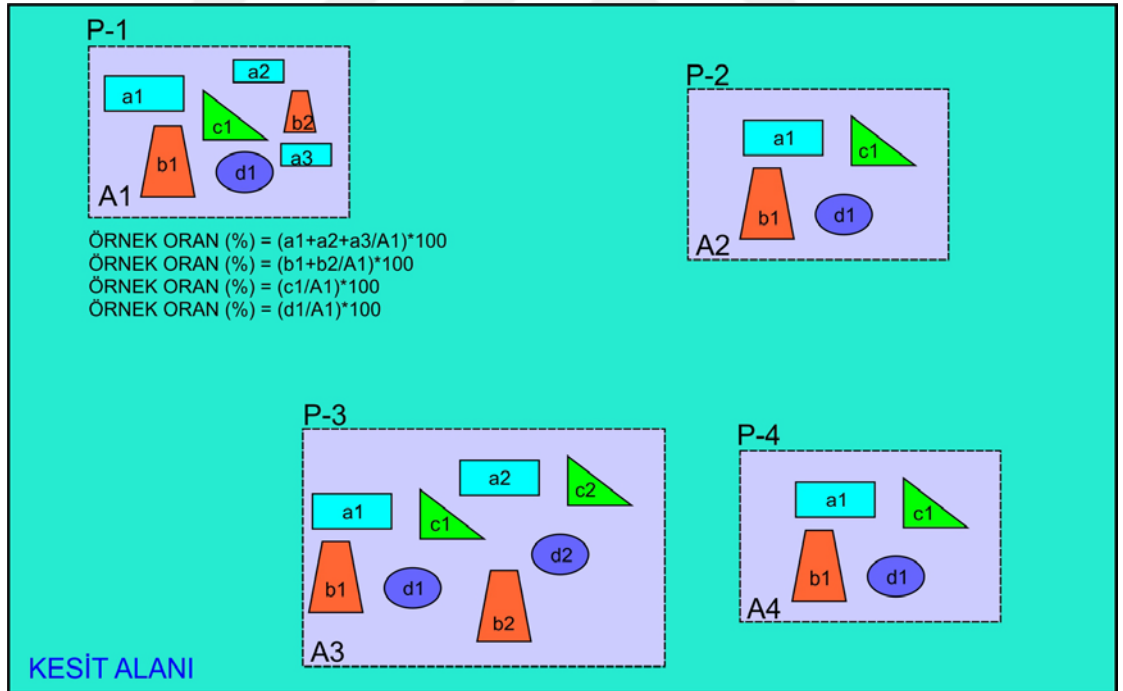 P-1
a1
a2
c1
b2
b1
d1
a3
A1
ÖRNEK ORAN (%) = (a1+a2+a3/A1)*100
ÖRNEK ORAN (%) = (b1+b2/A1)*100
ÖRNEK ORAN (%) = (c1/A1)*100
ÖRNEK ORAN (%) = (d1/A1)*100
P-2
a1
c1
b1
d1
A2
P-3
a2
c2
a1
c1
d2
b1
d1
b2
A3
P-4
a1
c1
b1
d1
A4
KESİT ALANI